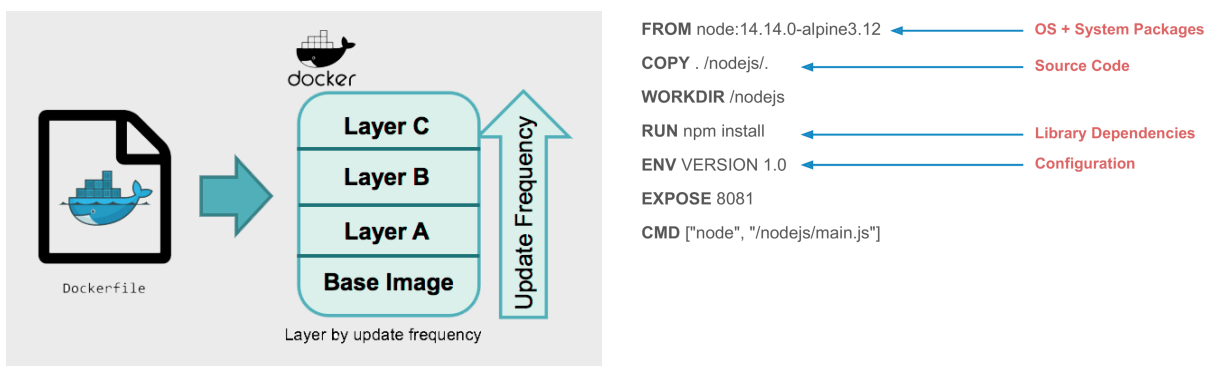 docker
Layer C
Layer B
Layer A
Base Image
Update Frequency
Dockerfile
Layer by update frequency
FROM node:14.14.0-alpine3.12
OS + System Packages
COPY . /nodejs/.
Source Code
WORKDIR /nodejs
RUN npm install
Library Dependencies
ENV VERSION 1.0
Configuration
EXPOSE 8081
CMD ["node", "/nodejs/main.js"]